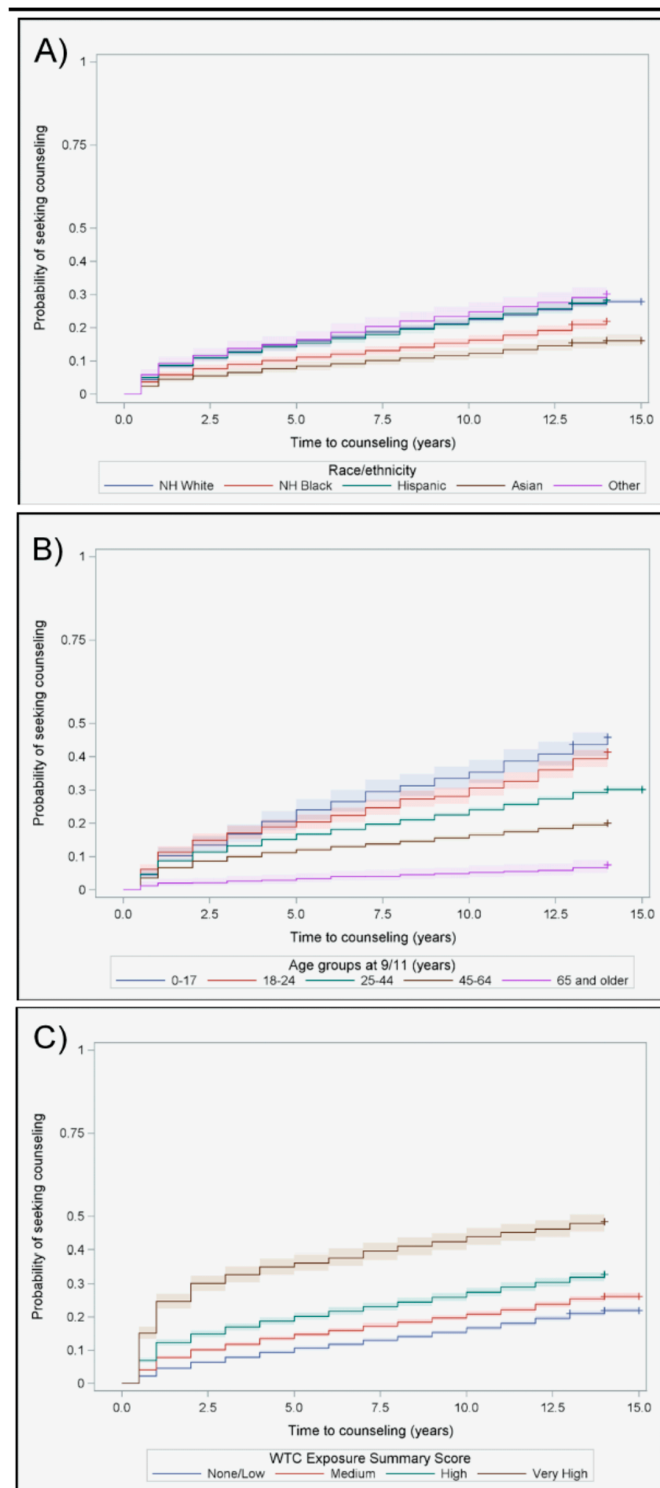 A)
1
0.75
0.5
0.3
0.2
0.1
0
Probability of seeking counseling
0.0 2.5 5.0 7.5 10.0 12.5 15.0
Time to counseling (years)
Race/ethnicity
NH White NH Black Hispanic Asian Other
B)
1
0.75
0.5
0.4
0.3
0.2
0.1
0
Probability of seeking counseling
0.0 2.5 5.0 7.5 10.0 12.5 15.0
Time to counseling (years)
Age groups at 9/11 (years)
0-17 18-24 25-44 45-64 65 and older
C)
1
0.75
0.5
0.4
0.3
0.2
0.1
0
Probability of seeking counseling
0.0 2.5 5.0 7.5 10.0 12.5 15.0
Time to counseling (years)
WTC Exposure Summary Score
None/Low Medium High Very High